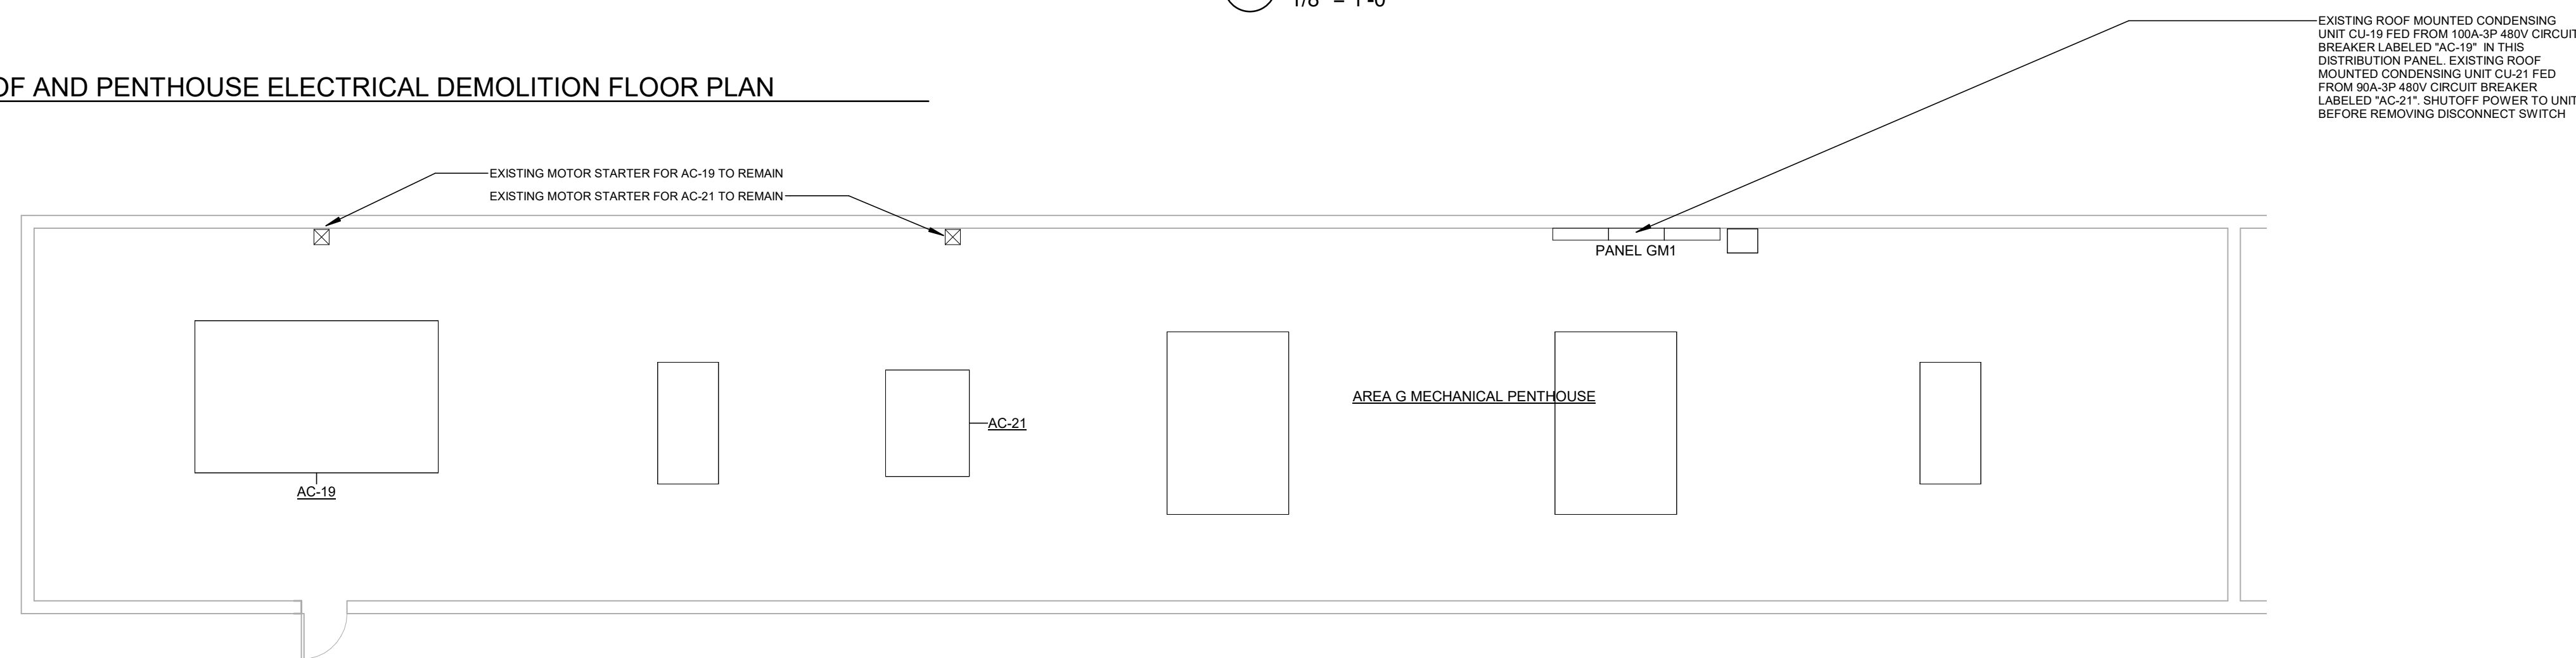 1/8" = 1'-0"
OF AND PENTHOUSE ELECTRICAL DEMOLITION FLOOR PLAN
EXISTING ROOF MOUNTED CONDENSING
UNIT CU-19 FED FROM 100A-3P 480V CIRCUIT
BREAKER LABELED "AC-19" IN THIS
DISTRIBUTION PANEL. EXISTING ROOF
MOUNTED CONDENSING UNIT CU-21 FED
FROM 90A-3P 480V CIRCUIT BREAKER
LABELED "AC-21". SHUTOFF POWER TO UNIT
BEFORE REMOVING DISCONNECT SWITCH
EXISTING MOTOR STARTER FOR AC-19 TO REMAIN
EXISTING MOTOR STARTER FOR AC-21 TO REMAIN
PANEL GM1
AREA G MECHANICAL PENTHOUSE
AC-21
AC-19